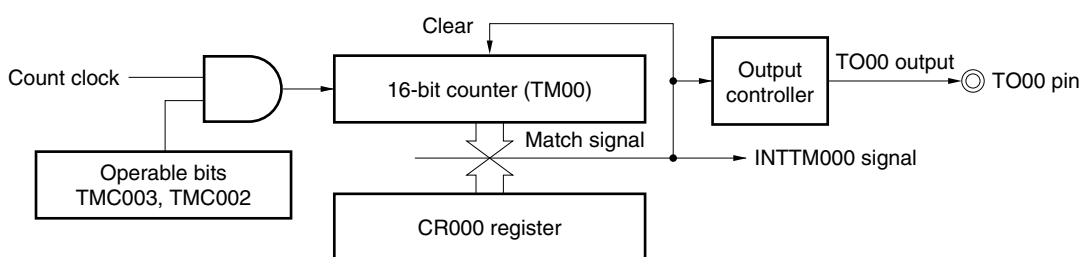 Clear
Count clock
16-bit counter (TM00)
Output
controller
TO00 output
TO00 pin
Match signal
INTTM000 signal
Operable bits
TMC003, TMC002
CR000 register